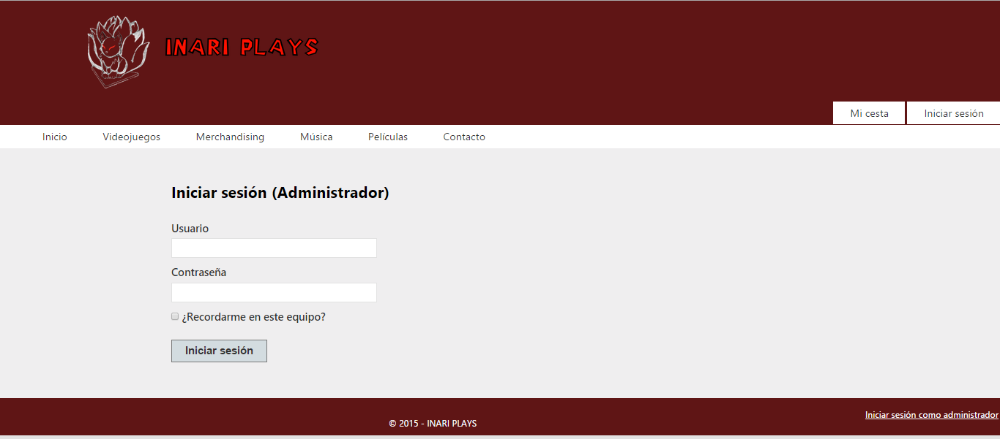 INARI PLAYS
Mi cesta
Iniciar sesión
Inicio
Videojuegos
Merchandising
Música
Películas
Contacto
Iniciar sesión (Administrador)
Usuario
Contraseña
¿Recordarme en este equipo?
Iniciar sesión
Iniciar sesión como administrador
© 2015 - INARI PLAYS